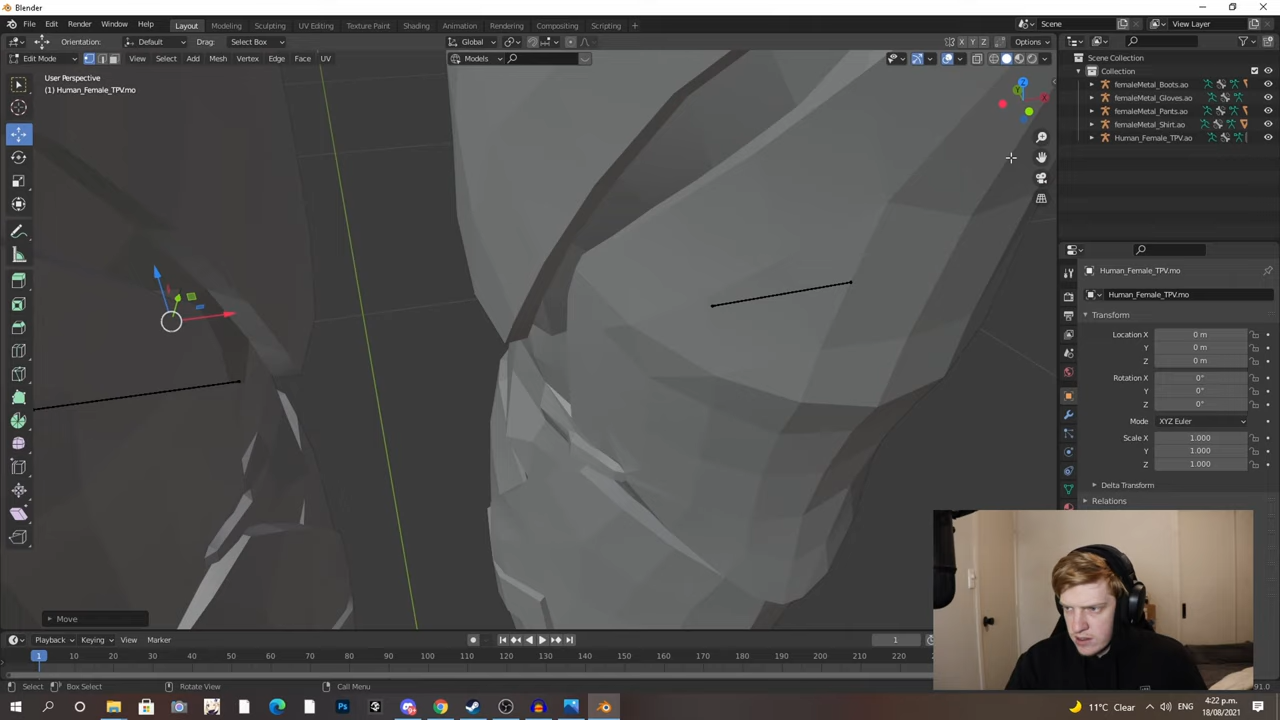 Blender
File Edit Render Window Help Layout Modeling Sculpting UV Editing Texture Paint Shading Animation Rendering Compositing Scripting + Scene View Layer
Orientation: Default Drag: Select Box Global X Y Z Options
Edit Mode View Select Add Mesh Vertex Edge Face UV Models
User Perspective
(1) Human_Female_TPV.mo
Scene Collection
Collection
femaleMetal_Boots.ao
femaleMetal_Gloves.ao
femaleMetal_Pants.ao
femaleMetal_Shirt.ao
Human_Female_TPV.ao
Human_Female_TPV.mo
Human_Female_TPV.mo
Transform
Location X 0 m
Y 0 m
Z 0 m
Rotation X 0°
Y 0°
Z 0°
Mode XYZ Euler
Scale X 1.000
Y 1.000
Z 1.000
Delta Transform
Relations
Move
Playback Keying View Marker 1
1 10 20 30 40 50 60 70 80 90 100 110 120 130 140 150 160 170 180 190 200 210 220
Select Box Select Rotate View Call Menu 91.0
11°C Clear ENG 4:22 p.m.
18/08/2021